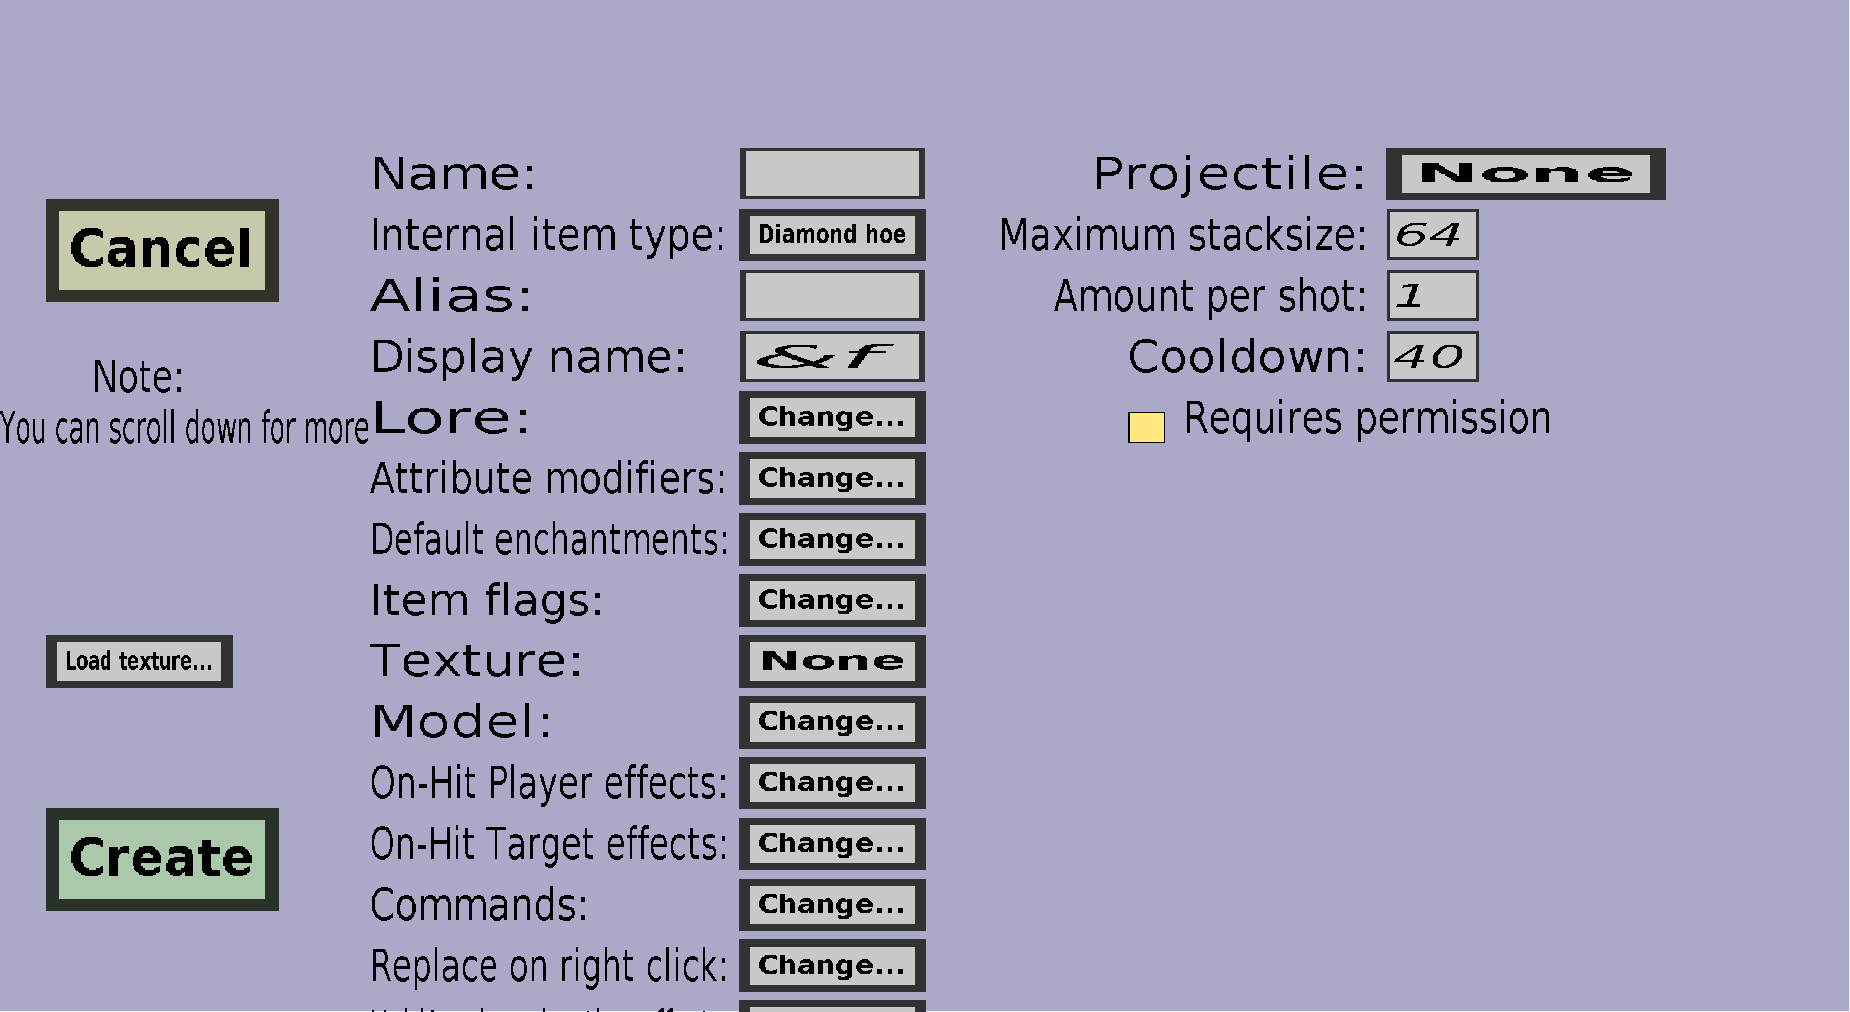 Name:
Projectile: None
Cancel
Internal item type: Diamond hoe
Maximum stacksize: 64
Alias:
Amount per shot: 1
Note:
Display name: &f
Cooldown: 40
You can scroll down for more
Lore: Change...
Requires permission
Attribute modifiers: Change...
Default enchantments: Change...
Item flags: Change...
Load texture...
Texture: None
Model: Change...
On-Hit Player effects: Change...
Create
On-Hit Target effects: Change...
Commands: Change...
Replace on right click: Change...